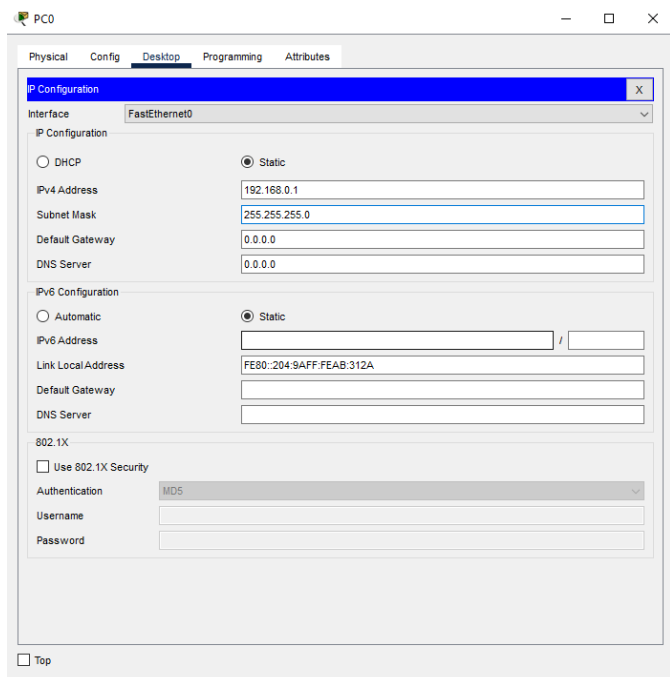 PC0
Physical Config Desktop Programming Attributes
IP Configuration X
Interface FastEthernet0
IP Configuration
DHCP Static
IPv4 Address 192.168.0.1
Subnet Mask 255.255.255.0
Default Gateway 0.0.0.0
DNS Server 0.0.0.0
IPv6 Configuration
Automatic Static
IPv6 Address /
Link Local Address FE80::204:9AFF:FEAB:312A
Default Gateway
DNS Server
802.1X
Use 802.1X Security
Authentication MD5
Username
Password
Top